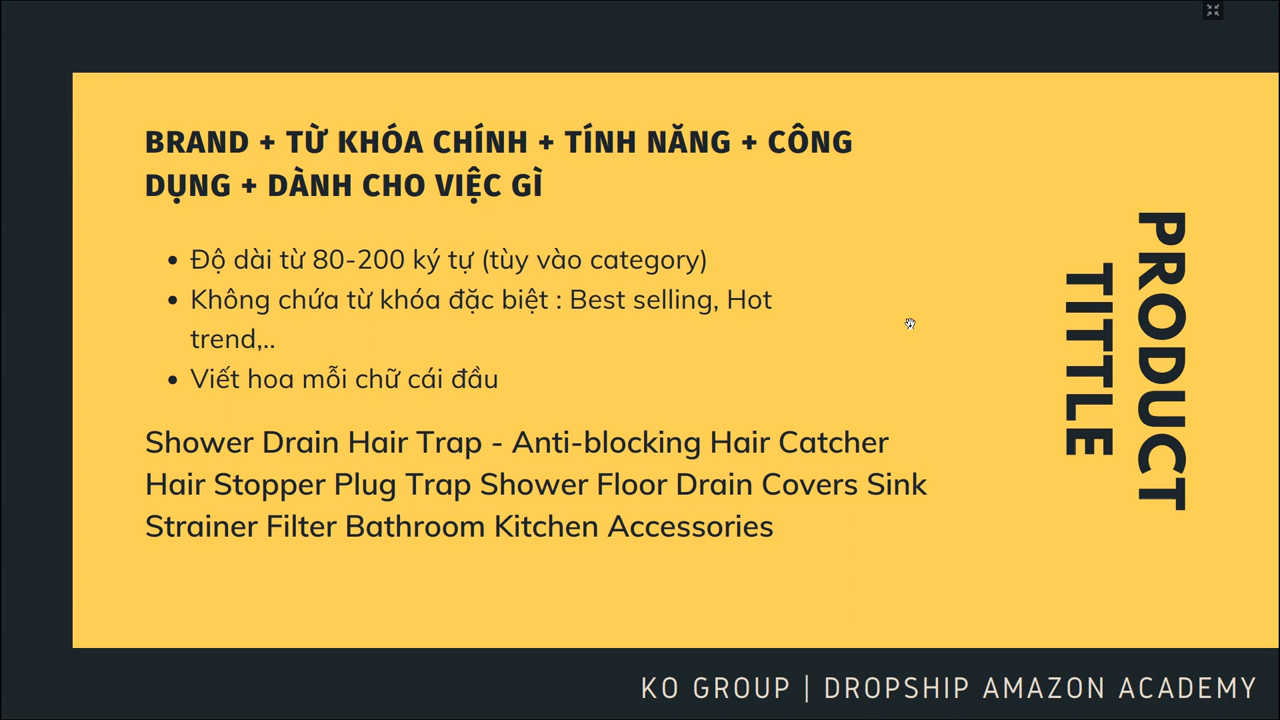 BRAND + TỪ KHÓA CHÍNH + TÍNH NĂNG + CÔNG
DỤNG + DÀNH CHO VIỆC GÌ
• Độ dài từ 80-200 ký tự (tùy vào category)
• Không chứa từ khóa đặc biệt : Best selling, Hot
trend,..
• Viết hoa mỗi chữ cái đầu
Shower Drain Hair Trap - Anti-blocking Hair Catcher
Hair Stopper Plug Trap Shower Floor Drain Covers Sink
Strainer Filter Bathroom Kitchen Accessories
PRODUCT
TITTLE
KO GROUP | DROPSHIP AMAZON ACADEMY